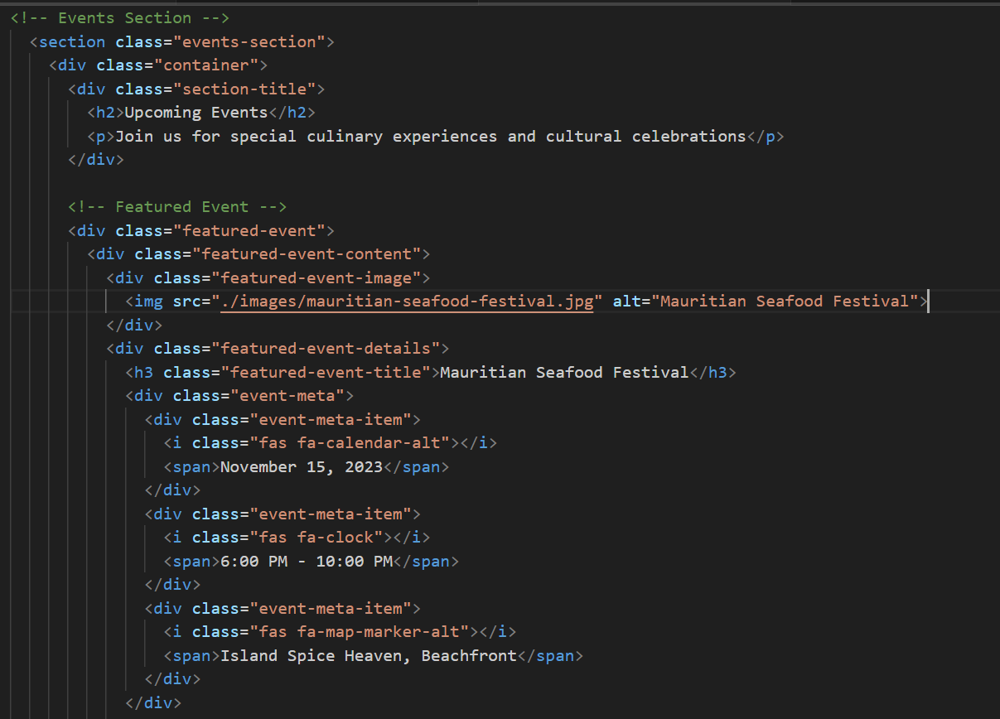 <!-- Events Section -->
<section class="events-section">
<div class="container">
<div class="section-title">
<h2>Upcoming Events</h2>
<p>Join us for special culinary experiences and cultural celebrations</p>
</div>
<!-- Featured Event -->
<div class="featured-event">
<div class="featured-event-content">
<div class="featured-event-image">
<img src="./images/mauritian-seafood-festival.jpg" alt="Mauritian Seafood Festival">
</div>
<div class="featured-event-details">
<h3 class="featured-event-title">Mauritian Seafood Festival</h3>
<div class="event-meta">
<div class="event-meta-item">
<i class="fas fa-calendar-alt"></i>
<span>November 15, 2023</span>
</div>
<div class="event-meta-item">
<i class="fas fa-clock"></i>
<span>6:00 PM - 10:00 PM</span>
</div>
<div class="event-meta-item">
<i class="fas fa-map-marker-alt"></i>
<span>Island Spice Heaven, Beachfront</span>
</div>
</div>